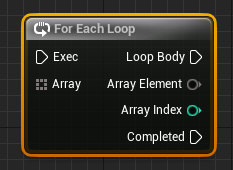 For Each Loop
Exec Loop Body
Array Array Element
Array Index
Completed